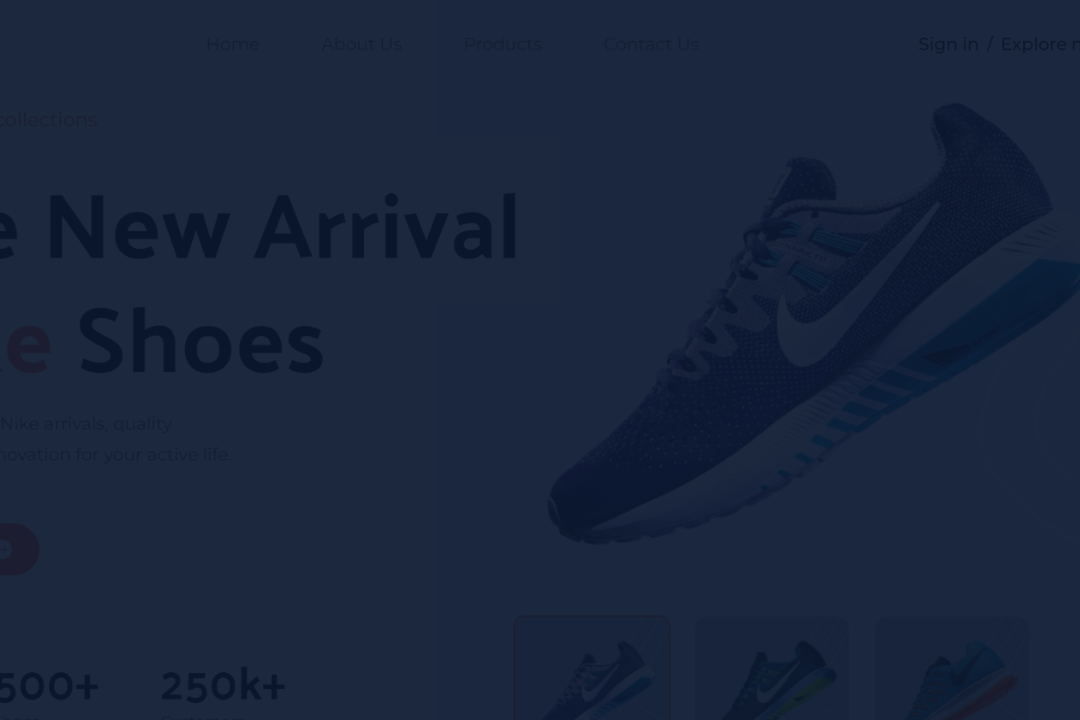 Home About Us Products Contact Us Sign in / Explore n
collections
e New Arrival
e Shoes
Nike arrivals, quality
novation for your active life.
500+ 250k+